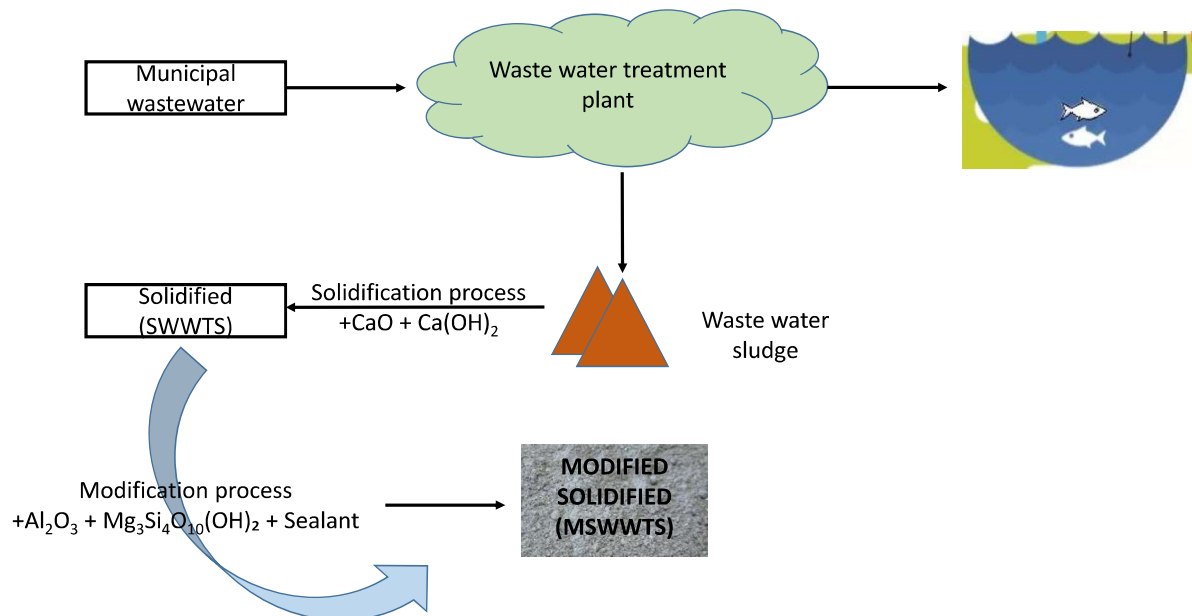 Municipal
wastewater
Waste water treatment
plant
Solidified
(SWWTS)
Solidification process
+CaO + Ca(OH)₂
Waste water
sludge
Modification process
+Al₂O₃ + Mg₃Si₄O₁₀(OH)₂ + Sealant
MODIFIED
SOLIDIFIED
(MSWWTS)